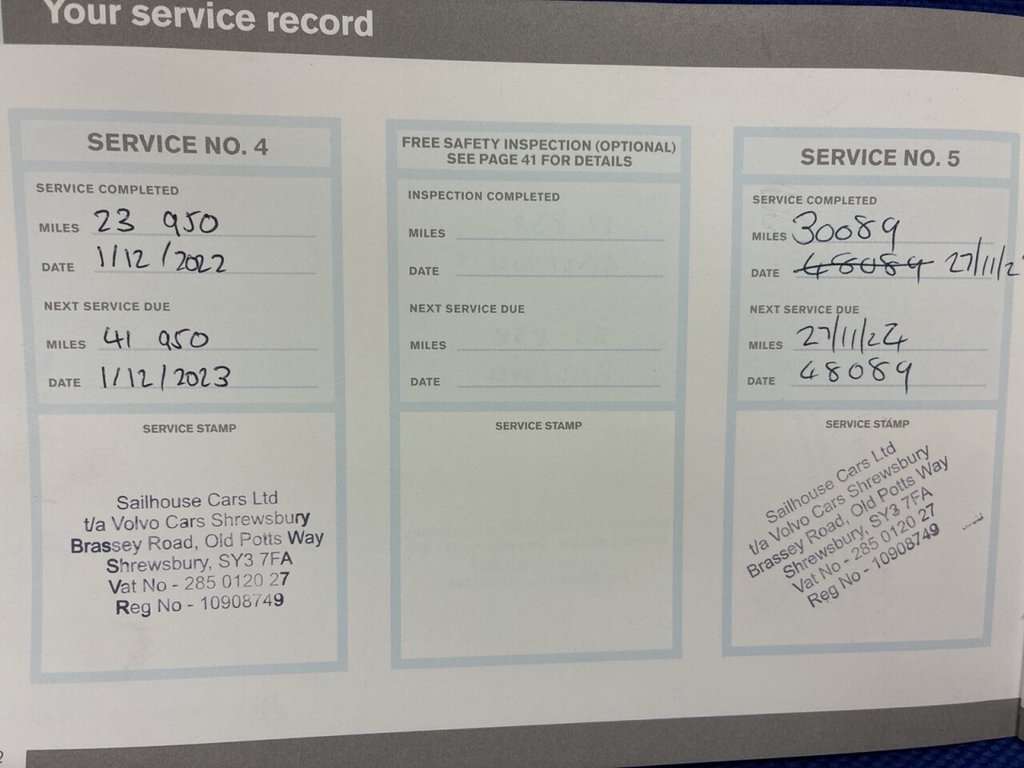 Your service record
SERVICE NO. 4
SERVICE COMPLETED
MILES 23 950
DATE 1/12/2022
NEXT SERVICE DUE
MILES 41 950
DATE 1/12/2023
SERVICE STAMP
Sailhouse Cars Ltd
t/a Volvo Cars Shrewsbury
Brassey Road, Old Potts Way
Shrewsbury, SY3 7FA
Vat No - 285 0120 27
Reg No - 10908749
FREE SAFETY INSPECTION (OPTIONAL)
SEE PAGE 41 FOR DETAILS
INSPECTION COMPLETED
MILES
DATE
NEXT SERVICE DUE
MILES
DATE
SERVICE STAMP
SERVICE NO. 5
SERVICE COMPLETED
MILES 30089
DATE 48089 27/11/2
NEXT SERVICE DUE
MILES 27/11/24
DATE 48089
SERVICE STAMP
Sailhouse Cars Ltd
t/a Volvo Cars Shrewsbury
Brassey Road, Old Potts Way
Shrewsbury, SY3 7FA
Vat No - 285 0120 27
Reg No - 10908749